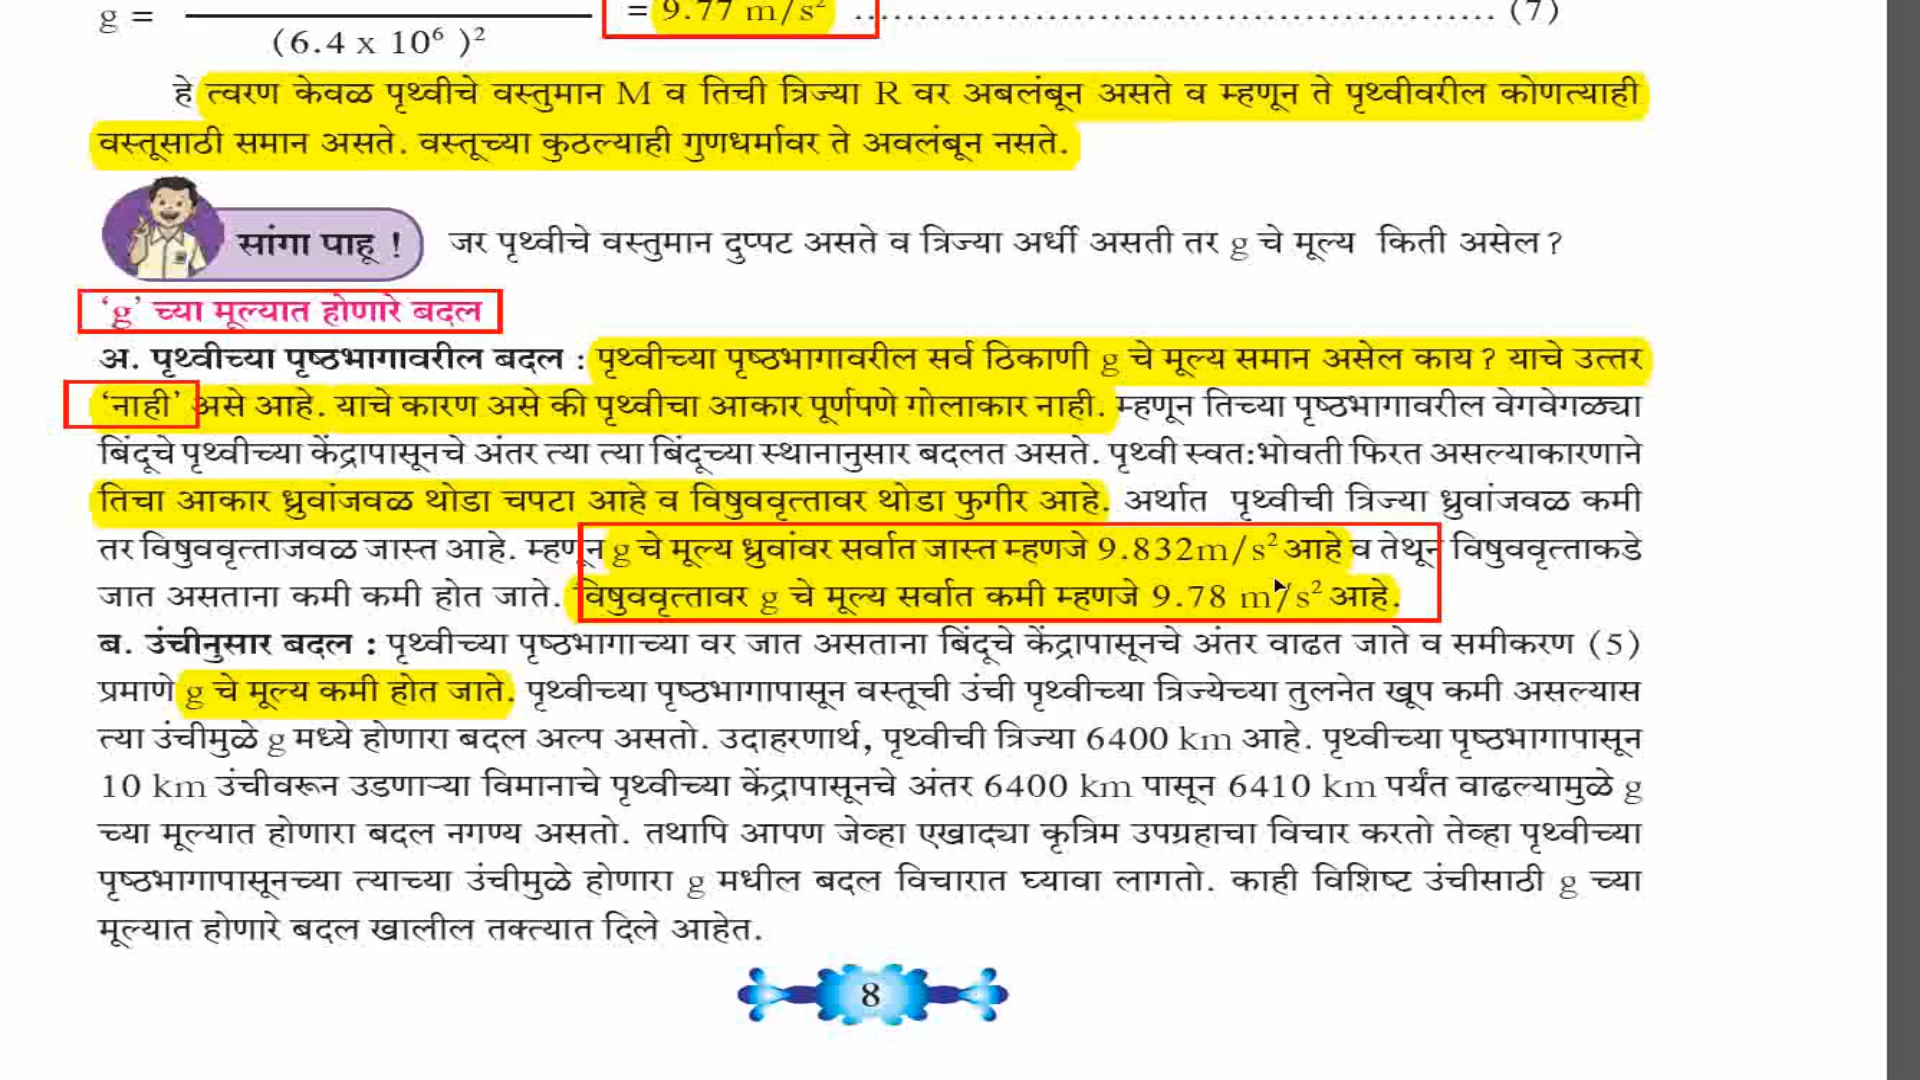 g = ———— = 9.77 m/s² ........................................................ (7)
(6.4 x 10⁶ )²
हे त्वरण केवळ पृथ्वीचे वस्तुमान M व तिची त्रिज्या R वर अबलंबून असते व म्हणून ते पृथ्वीवरील कोणत्याही
वस्तूसाठी समान असते. वस्तूच्या कुठल्याही गुणधर्मावर ते अवलंबून नसते.
सांगा पाहू ! जर पृथ्वीचे वस्तुमान दुप्पट असते व त्रिज्या अर्धी असती तर g चे मूल्य किती असेल?
‘g’ च्या मूल्यात होणारे बदल
अ. पृथ्वीच्या पृष्ठभागावरील बदल : पृथ्वीच्या पृष्ठभागावरील सर्व ठिकाणी g चे मूल्य समान असेल काय? याचे उत्तर
‘नाही’ असे आहे. याचे कारण असे की पृथ्वीचा आकार पूर्णपणे गोलाकार नाही. म्हणून तिच्या पृष्ठभागावरील वेगवेगळ्या
बिंदूचे पृथ्वीच्या केंद्रापासूनचे अंतर त्या त्या बिंदूच्या स्थानानुसार बदलत असते. पृथ्वी स्वत:भोवती फिरत असल्याकारणाने
तिचा आकार ध्रुवांजवळ थोडा चपटा आहे व विषुववृत्तावर थोडा फुगीर आहे. अर्थात पृथ्वीची त्रिज्या ध्रुवांजवळ कमी
तर विषुववृत्ताजवळ जास्त आहे. म्हणून g चे मूल्य ध्रुवांवर सर्वात जास्त म्हणजे 9.832m/s² आहे व तेथून विषुववृत्ताकडे
जात असताना कमी कमी होत जाते. विषुववृत्तावर g चे मूल्य सर्वात कमी म्हणजे 9.78 m/s² आहे.
ब. उंचीनुसार बदल : पृथ्वीच्या पृष्ठभागाच्या वर जात असताना बिंदूचे केंद्रापासूनचे अंतर वाढत जाते व समीकरण (5)
प्रमाणे g चे मूल्य कमी होत जाते. पृथ्वीच्या पृष्ठभागापासून वस्तूची उंची पृथ्वीच्या त्रिज्येच्या तुलनेत खूप कमी असल्यास
त्या उंचीमुळे g मध्ये होणारा बदल अल्प असतो. उदाहरणार्थ, पृथ्वीची त्रिज्या 6400 km आहे. पृथ्वीच्या पृष्ठभागापासून
10 km उंचीवरून उडणाऱ्या विमानाचे पृथ्वीच्या केंद्रापासूनचे अंतर 6400 km पासून 6410 km पर्यंत वाढल्यामुळे g
च्या मूल्यात होणारा बदल नगण्य असतो. तथापि आपण जेव्हा एखाद्या कृत्रिम उपग्रहाचा विचार करतो तेव्हा पृथ्वीच्या
पृष्ठभागापासूनच्या त्याच्या उंचीमुळे होणारा g मधील बदल विचारात घ्यावा लागतो. काही विशिष्ट उंचीसाठी g च्या
मूल्यात होणारे बदल खालील तक्त्यात दिले आहेत.
8